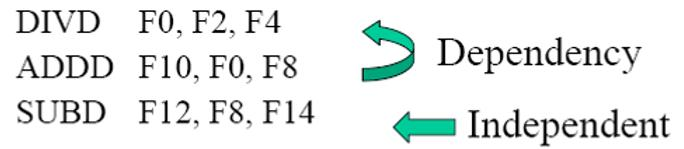 DIVD F0, F2, F4
ADDD F10, F0, F8
Dependency
SUBD F12, F8, F14
Independent